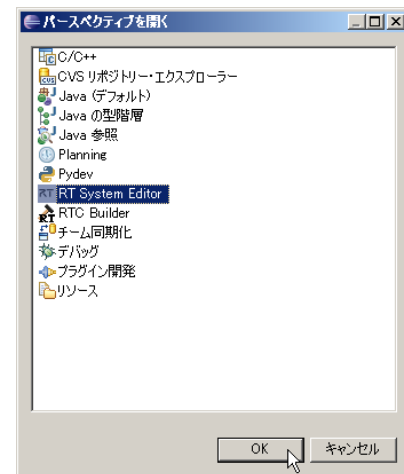 パースペクティブを開く
C/C++
CVS リポジトリー・エクスプローラー
Java (デフォルト)
Java の型階層
Java 参照
Planning
Pydev
RT System Editor
RTC Builder
チーム同期化
デバッグ
プラグイン開発
リソース
OK キャンセル